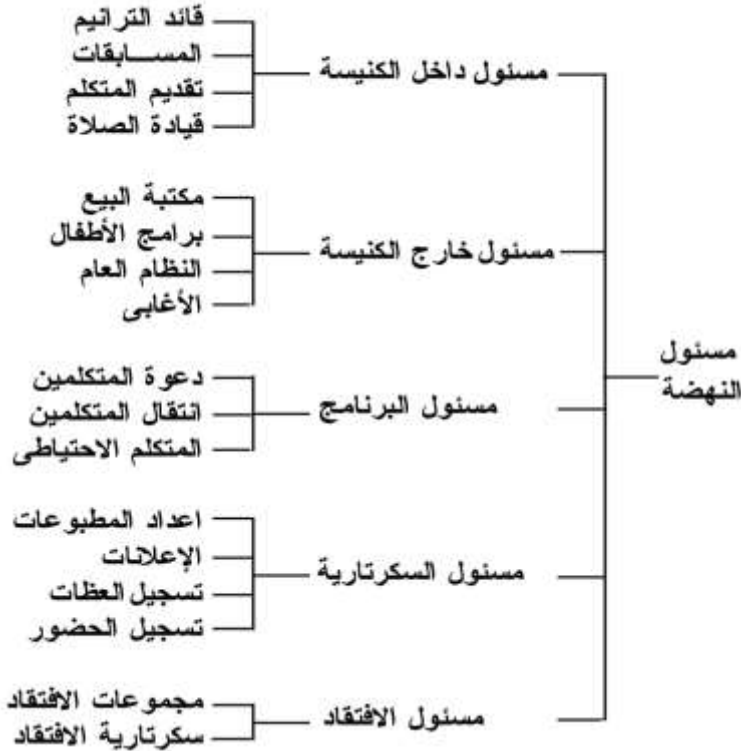 مسئول
النهضة
مسئول داخل الكنيسة
قائد الترانيم
المســـابقات
تقديم المتكلم
قيادة الصلاة
مسئول خارج الكنيسة
مكتبة البيع
برامج الأطفال
النظام العام
الأغابى
مسئول البرنامج
دعوة المتكلمين
انتقال المتكلمين
المتكلم الاحتياطى
مسئول السكرتارية
اعداد المطبوعات
الإعلانات
تسجيل العظات
تسجيل الحضور
مسئول الافتقاد
مجموعات الافتقاد
سكرتارية الافتقاد